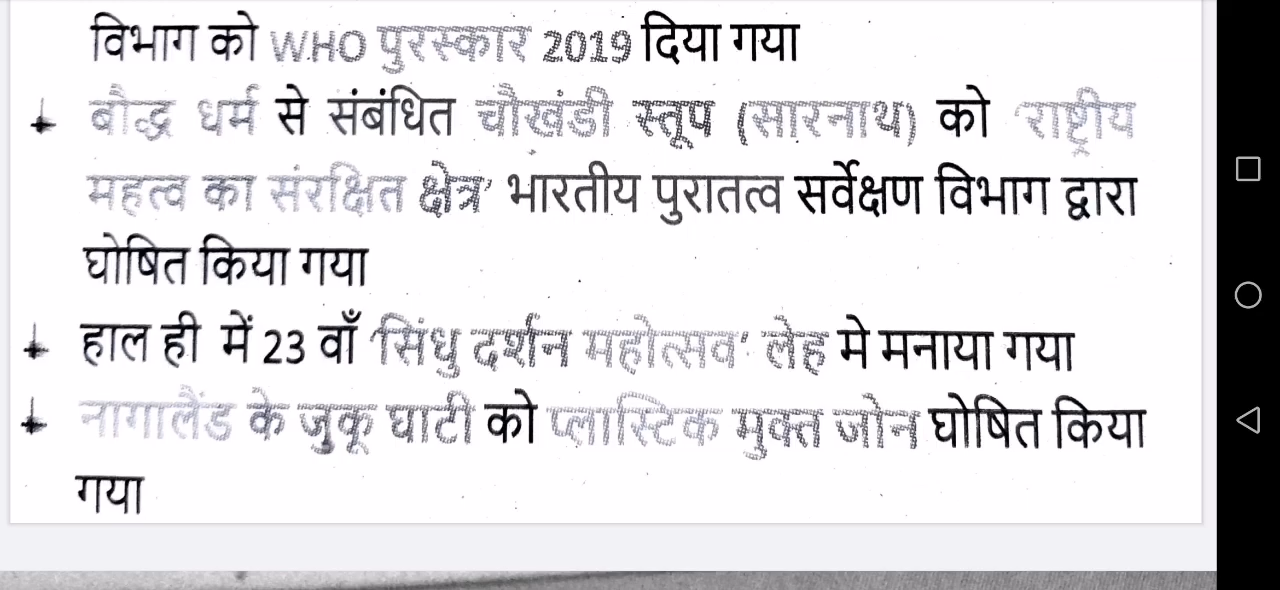 विभाग को WHO पुरस्कार 2019 दिया गया
बौद्ध धर्म से संबंधित चौखंडी स्तूप (सारनाथ) को 'राष्ट्रीय
महत्व का संरक्षित क्षेत्र' भारतीय पुरातत्व सर्वेक्षण विभाग द्वारा
घोषित किया गया
हाल ही में 23 वाँ 'सिंधु दर्शन महोत्सव' लेह मे मनाया गया
नागालैंड के जुकू घाटी को प्लास्टिक मुक्त जोन घोषित किया
गया